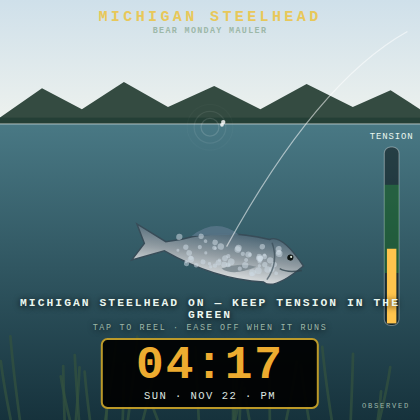 MICHIGAN STEELHEAD
BEAR MONDAY MAULER
TENSION
MICHIGAN STEELHEAD ON — KEEP TENSION IN THE
GREEN
TAP TO REEL · EASE OFF WHEN IT RUNS
04:17
SUN · NOV 22 · PM
OBSERVED